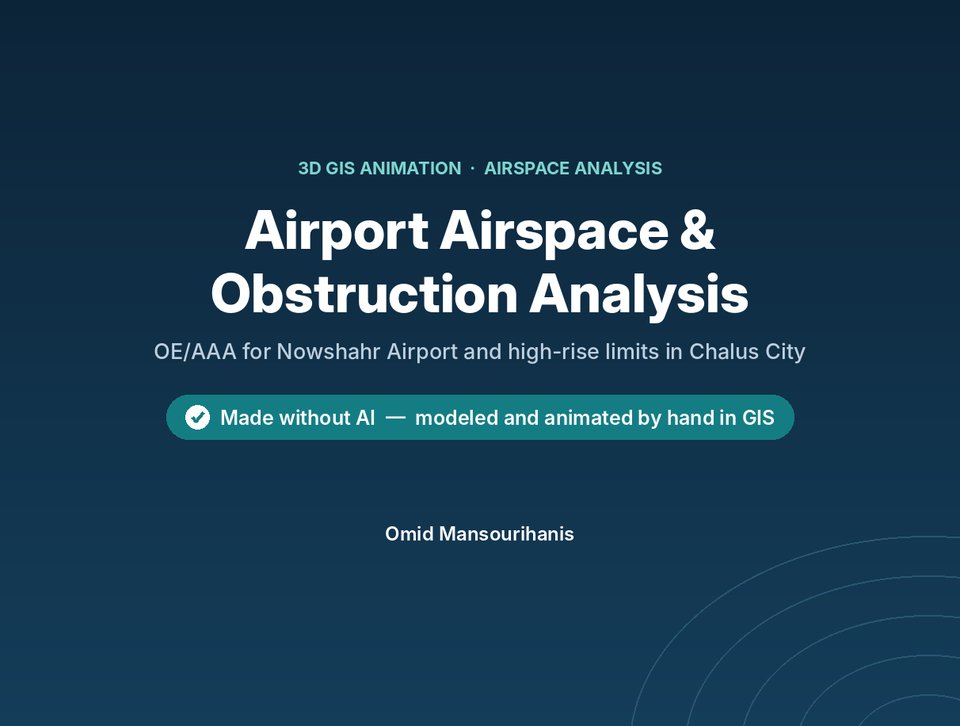 3D GIS ANIMATION · AIRSPACE ANALYSIS
Airport Airspace &
Obstruction Analysis
OE/AAA for Nowshahr Airport and high-rise limits in Chalus City
Made without AI — modeled and animated by hand in GIS
Omid Mansourihanis